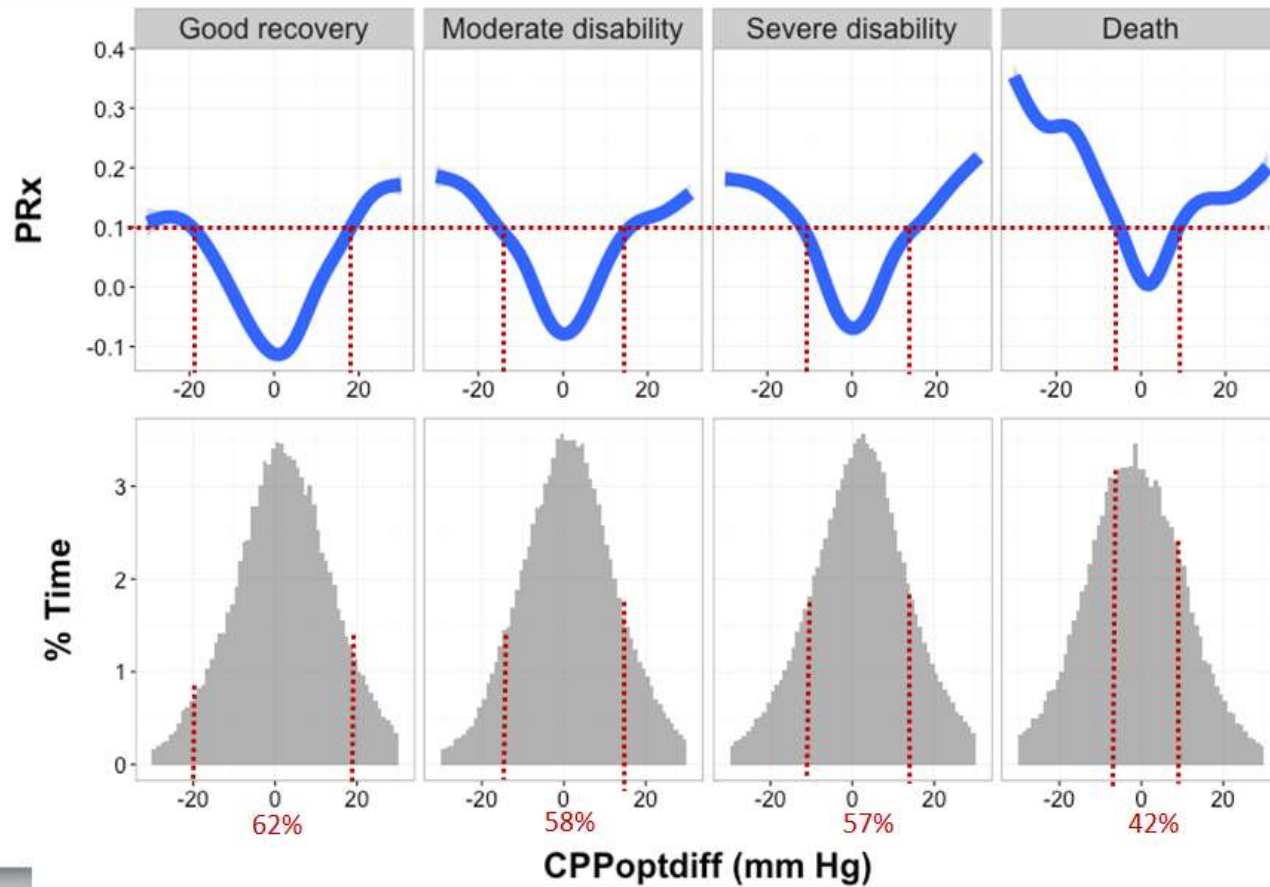 Good recovery Moderate disability Severe disability Death
0.4
0.3
0.2
0.1
0.0
-0.1
PRx
-20 0 20 -20 0 20 -20 0 20 -20 0 20
3
2
1
0
% Time
-20 0 20 -20 0 20 -20 0 20 -20 0 20
62% 58% 57% 42%
CPPoptdiff (mm Hg)